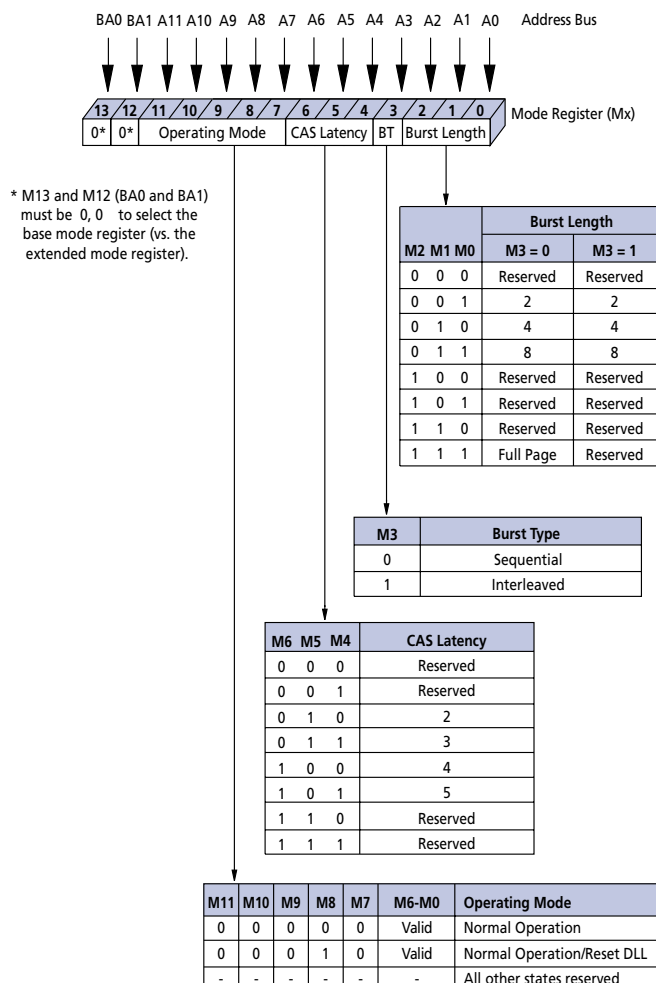 BA0 BA1 A11 A10 A9 A8 A7 A6 A5 A4 A3 A2 A1 A0 Address Bus
13 12 11 10 9 8 7 6 5 4 3 2 1 0 Mode Register (Mx)
0* 0* Operating Mode CAS Latency BT Burst Length
* M13 and M12 (BA0 and BA1)
must be 0, 0 to select the
base mode register (vs. the
extended mode register).
Burst Length
M2 M1 M0 M3 = 0 M3 = 1
0 0 0 Reserved Reserved
0 0 1 2 2
0 1 0 4 4
0 1 1 8 8
1 0 0 Reserved Reserved
1 0 1 Reserved Reserved
1 1 0 Reserved Reserved
1 1 1 Full Page Reserved
M3 Burst Type
0 Sequential
1 Interleaved
M6 M5 M4 CAS Latency
0 0 0 Reserved
0 0 1 Reserved
0 1 0 2
0 1 1 3
1 0 0 4
1 0 1 5
1 1 0 Reserved
1 1 1 Reserved
M11 M10 M9 M8 M7 M6-M0 Operating Mode
0 0 0 0 0 Valid Normal Operation
0 0 0 1 0 Valid Normal Operation/Reset DLL
- - - - - - All other states reserved